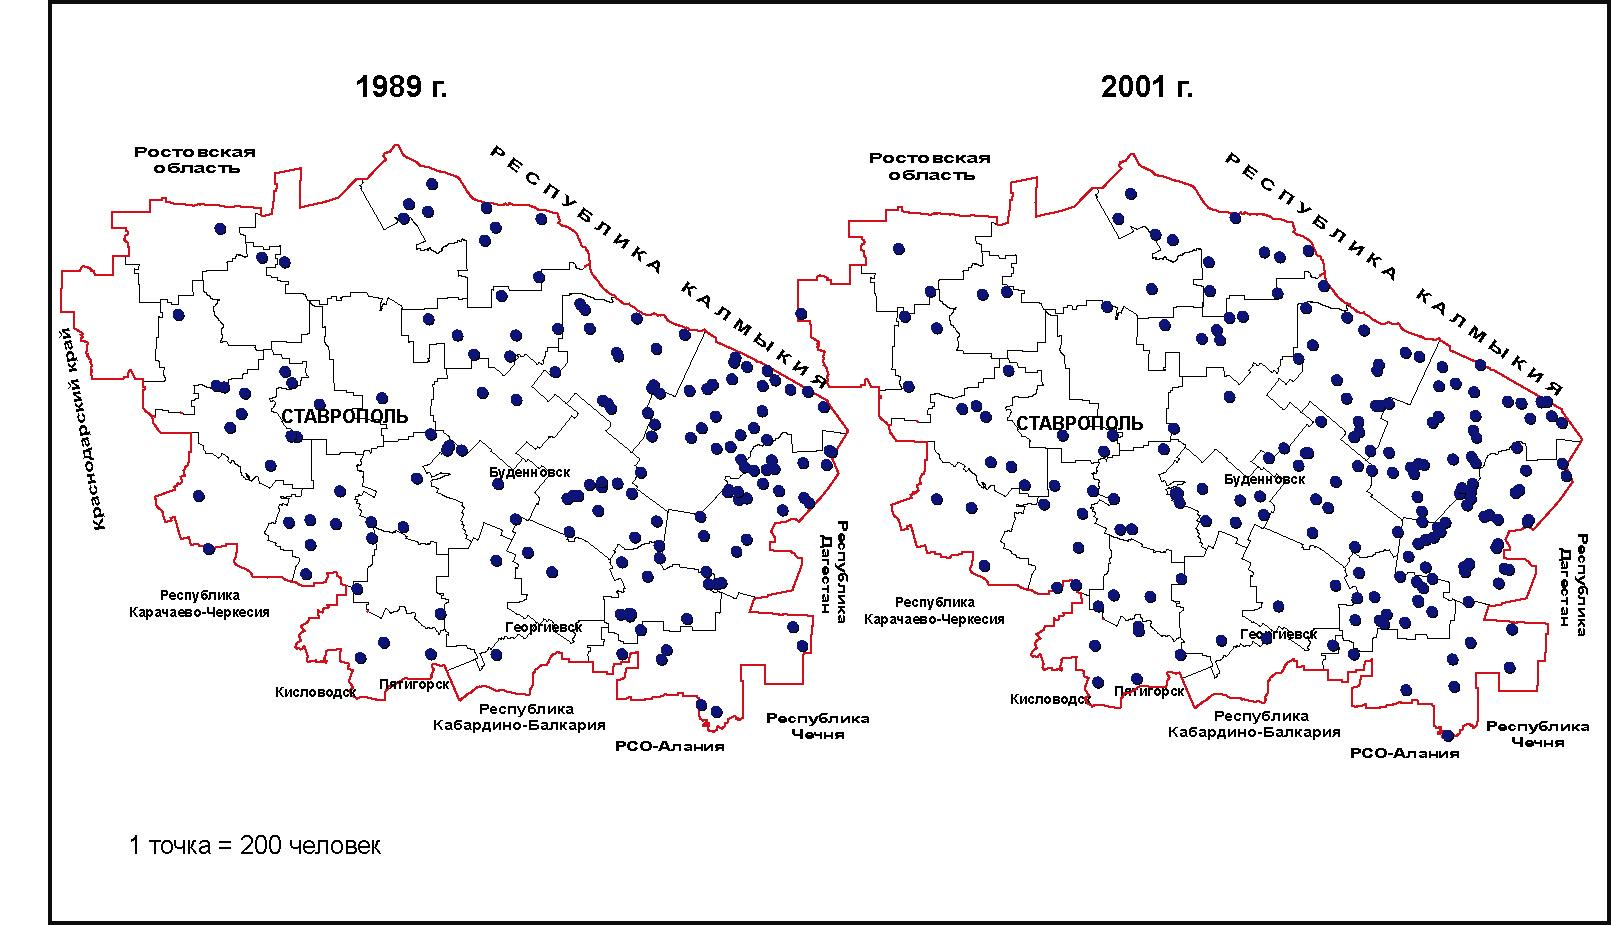 1989 г.
2001 г.
Ростовская
область
РЕСПУБЛИКА КАЛМЫКИЯ
Краснодарский край
СТАВРОПОЛЬ
Буденновск
Республика
Дагестан
Республика
Карачаево-Черкесия
Георгиевск
Кисловодск
Пятигорск
Республика
Кабардино-Балкария
РСО-Алания
Республика
Чечня
Ростовская
область
РЕСПУБЛИКА КАЛМЫКИЯ
СТАВРОПОЛЬ
Буденновск
Республика
Дагестан
Республика
Карачаево-Черкесия
Георгиевск
Кисловодск
Пятигорск
Республика
Кабардино-Балкария
РСО-Алания
Республика
Чечня
1 точка = 200 человек